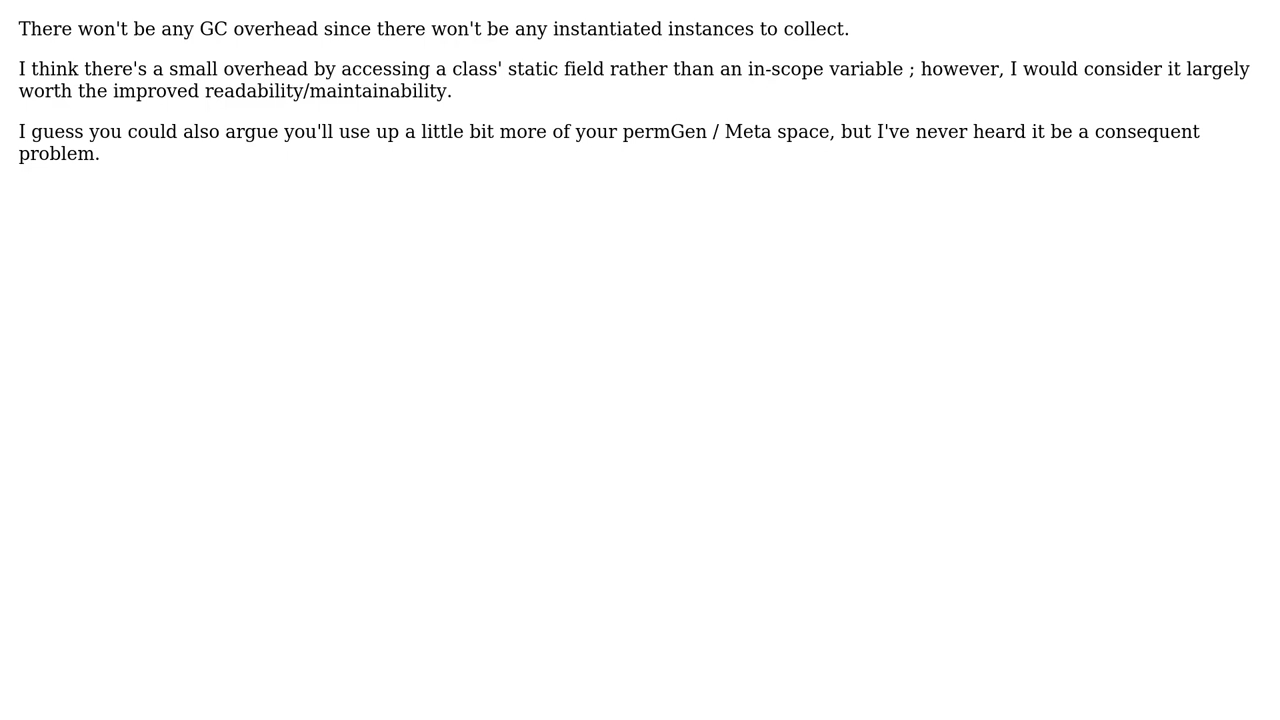 There won't be any GC overhead since there won't be any instantiated instances to collect.
I think there's a small overhead by accessing a class' static field rather than an in-scope variable ; however, I would consider it largely
worth the improved readability/maintainability.
I guess you could also argue you'll use up a little bit more of your permGen / Meta space, but I've never heard it be a consequent
problem.